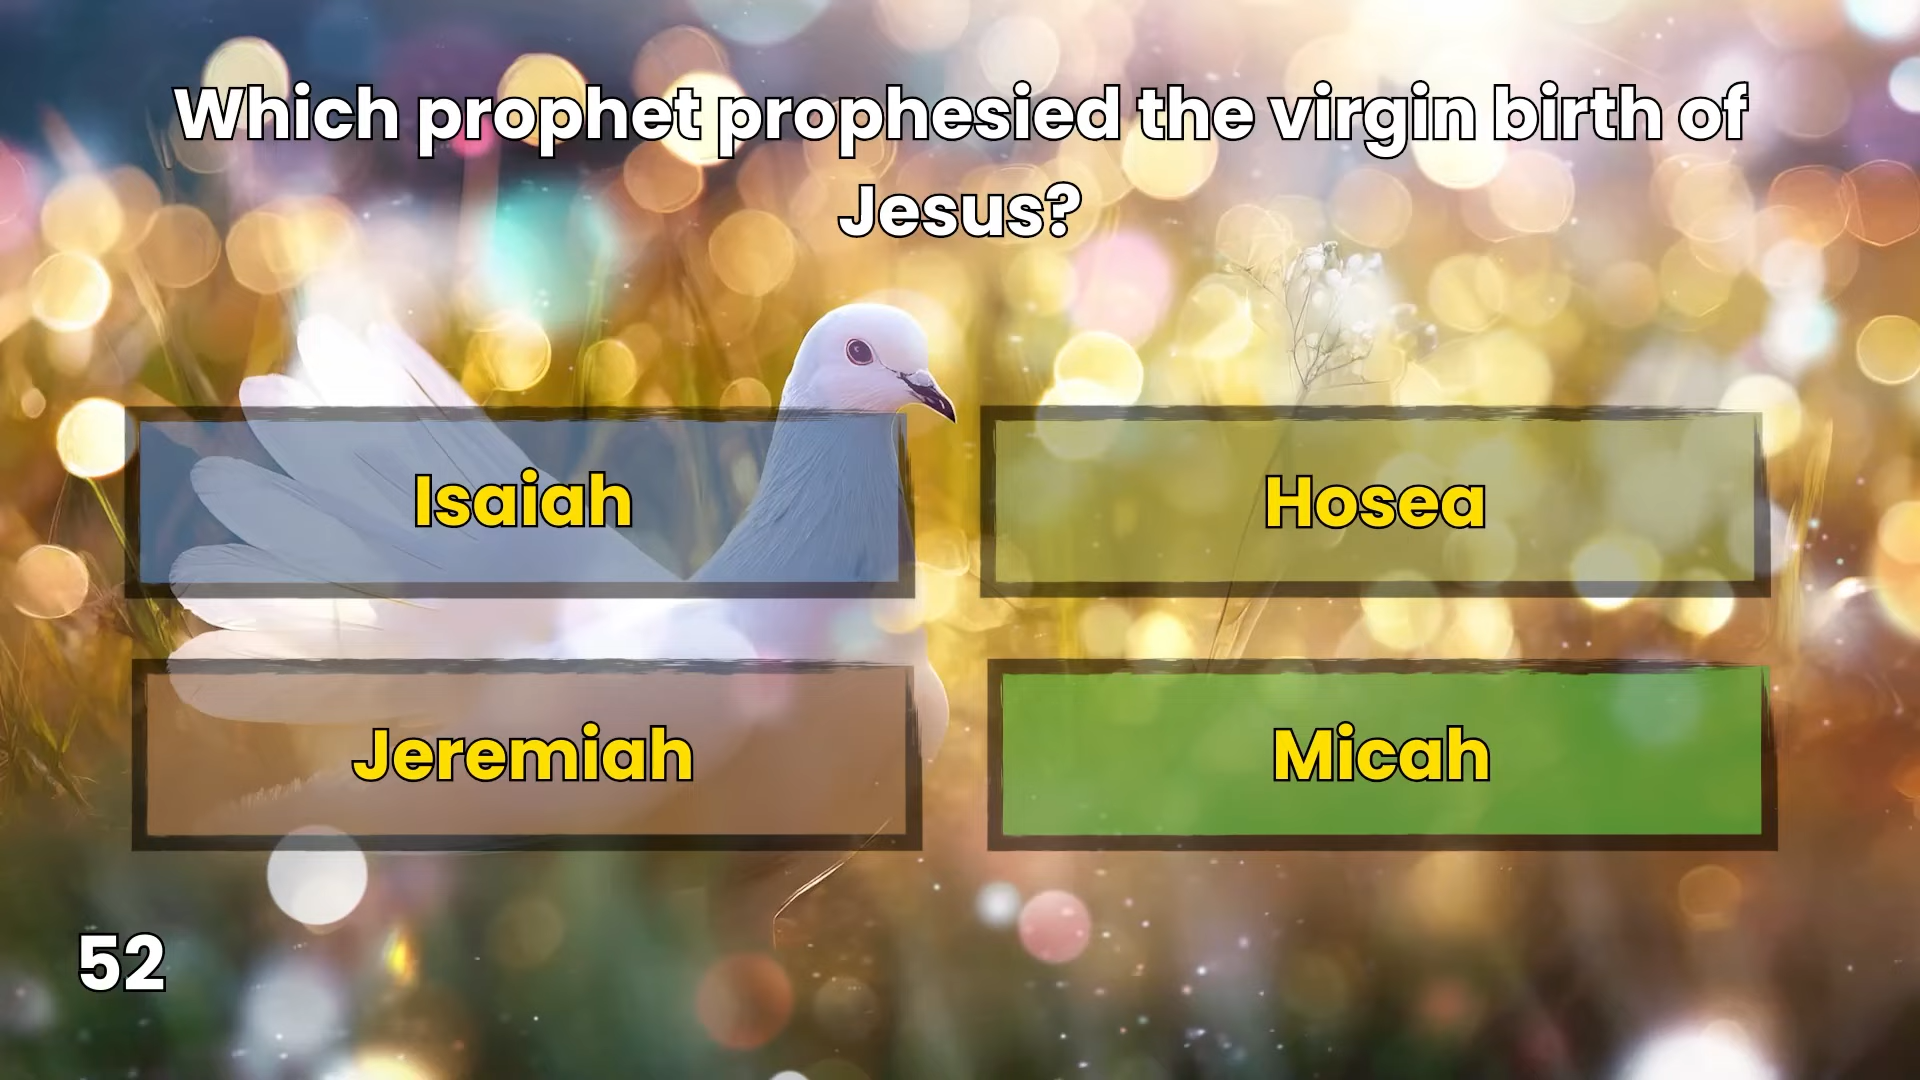 Which prophet prophesied the virgin birth of
Jesus?
Isaiah
Hosea
Jeremiah
Micah
52